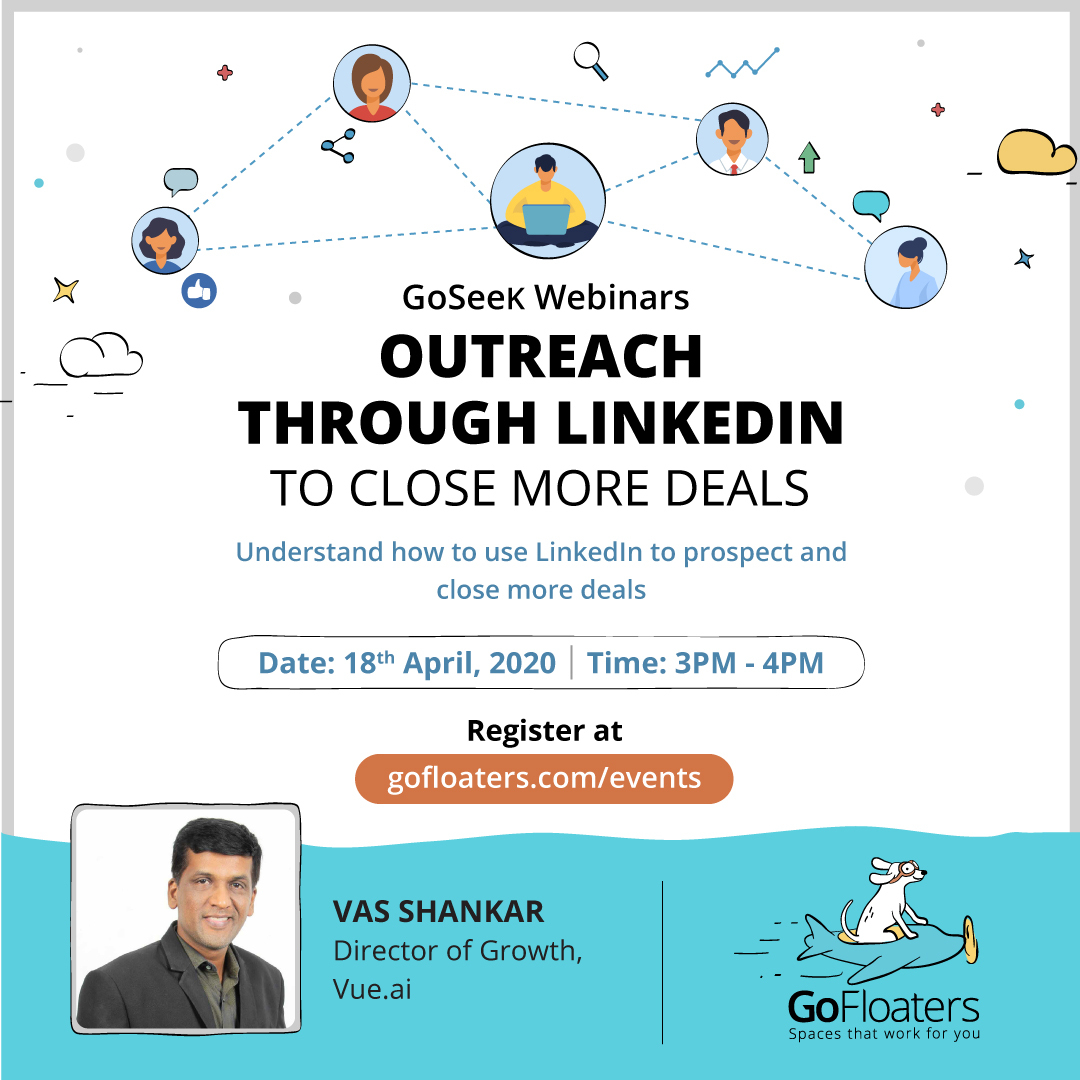 GoSeeK Webinars
OUTREACH
THROUGH LINKEDIN
TO CLOSE MORE DEALS
Understand how to use LinkedIn to prospect and
close more deals
Date: 18th April, 2020 | Time: 3PM - 4PM
Register at
gofloaters.com/events
VAS SHANKAR
Director of Growth,
Vue.ai
GoFloaters
Spaces that work for you